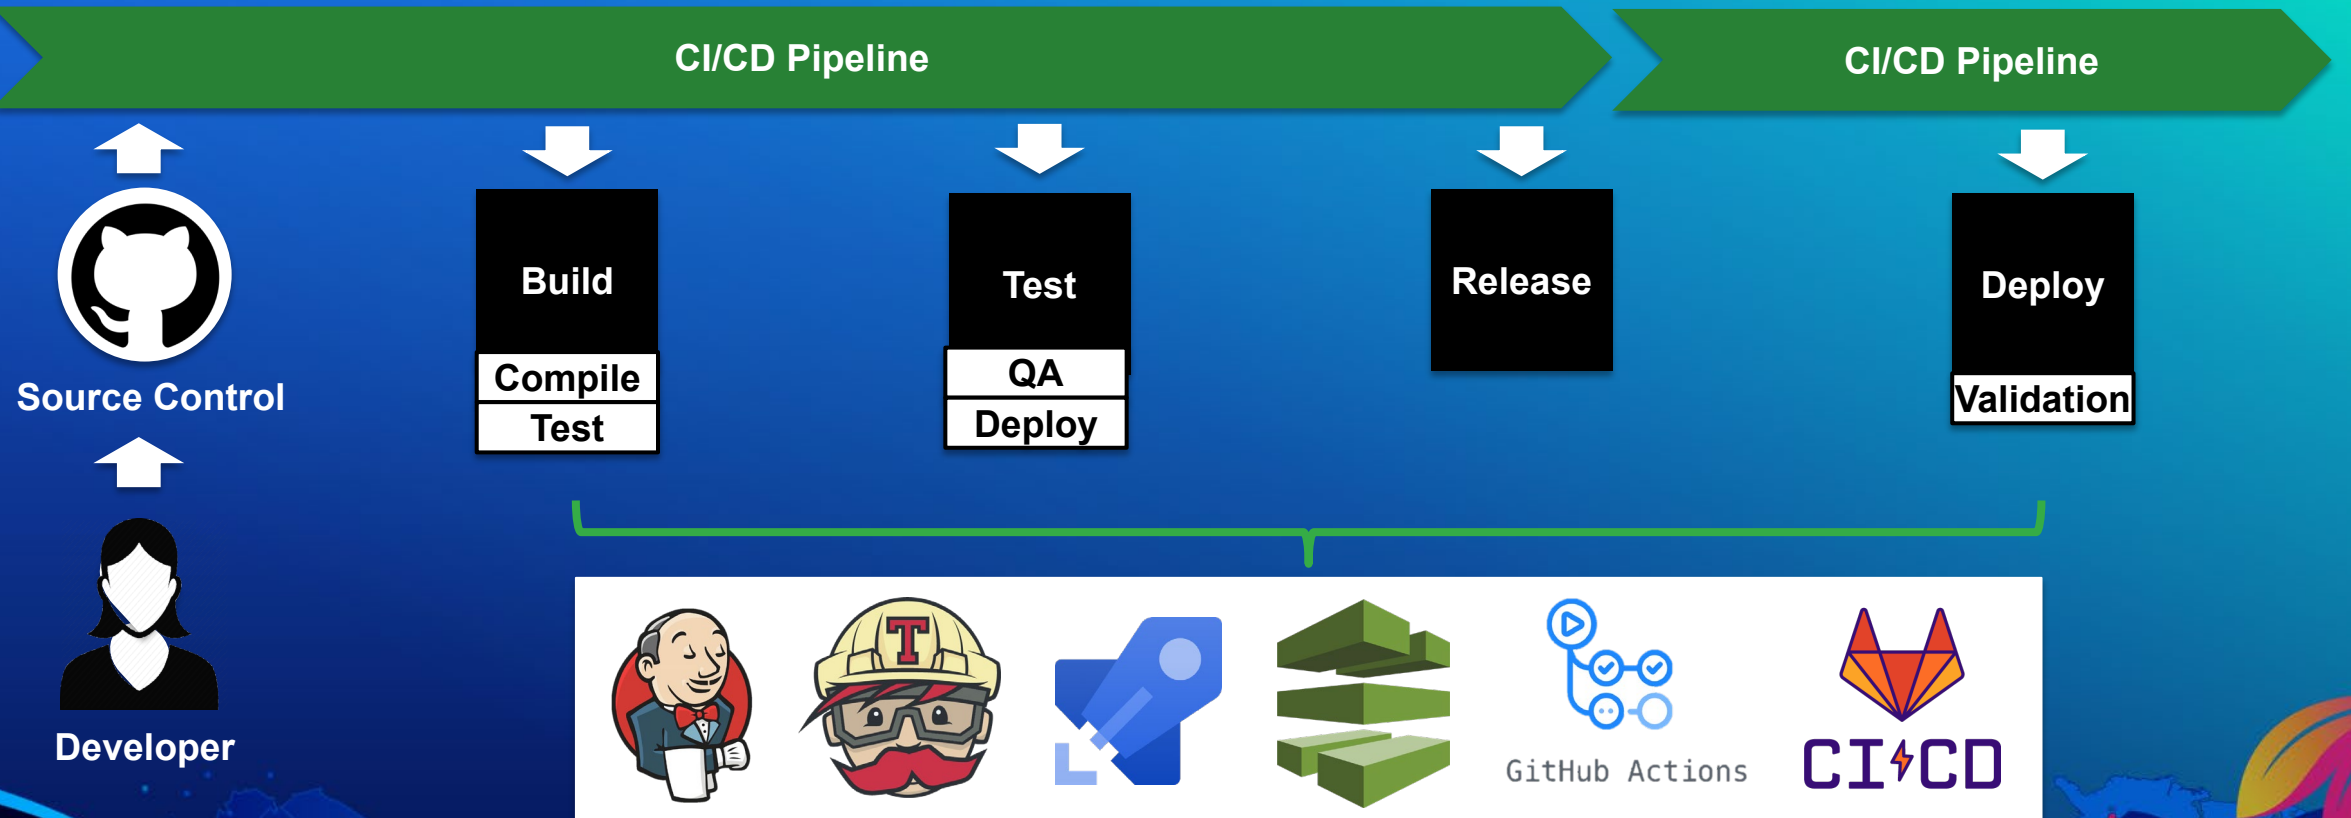 CI/CD Pipeline
CI/CD Pipeline
Build
Test
Release
Deploy
Compile
Test
QA
Deploy
Validation
Source Control
Developer
T
GitHub Actions
CI CD